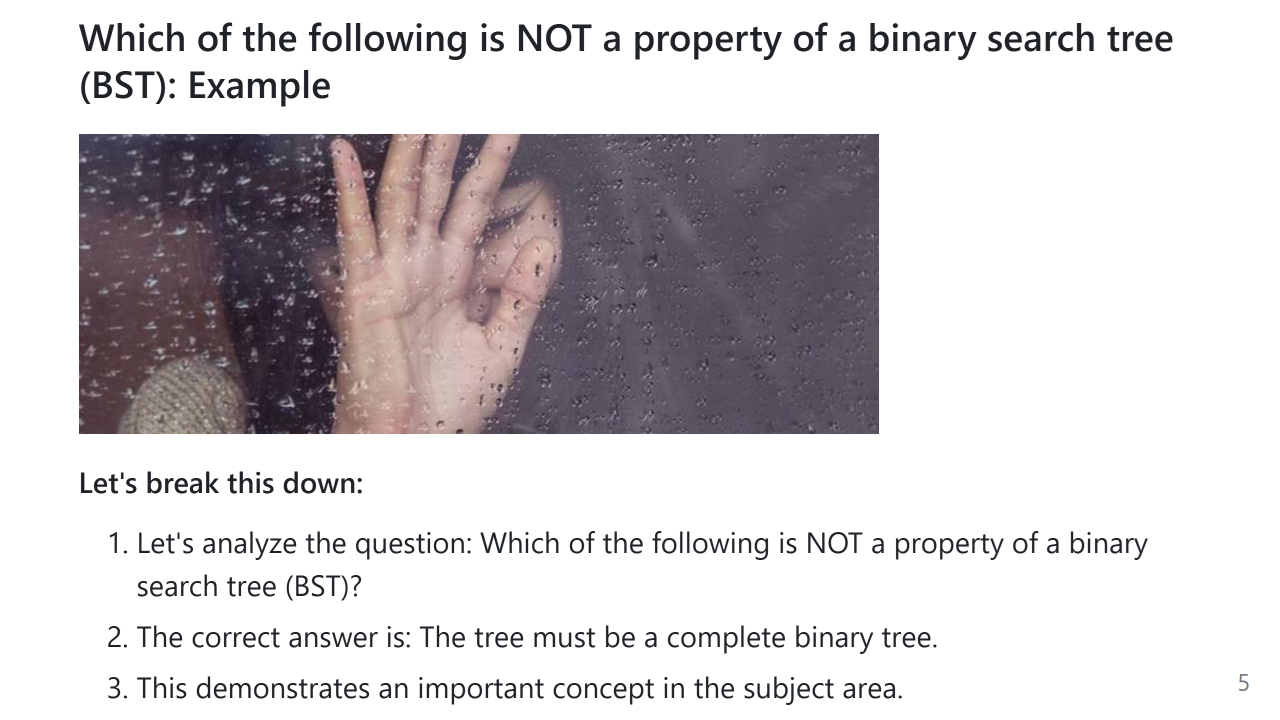 Which of the following is NOT a property of a binary search tree
(BST): Example
Let's break this down:
1. Let's analyze the question: Which of the following is NOT a property of a binary
search tree (BST)?
2. The correct answer is: The tree must be a complete binary tree.
3. This demonstrates an important concept in the subject area.
5